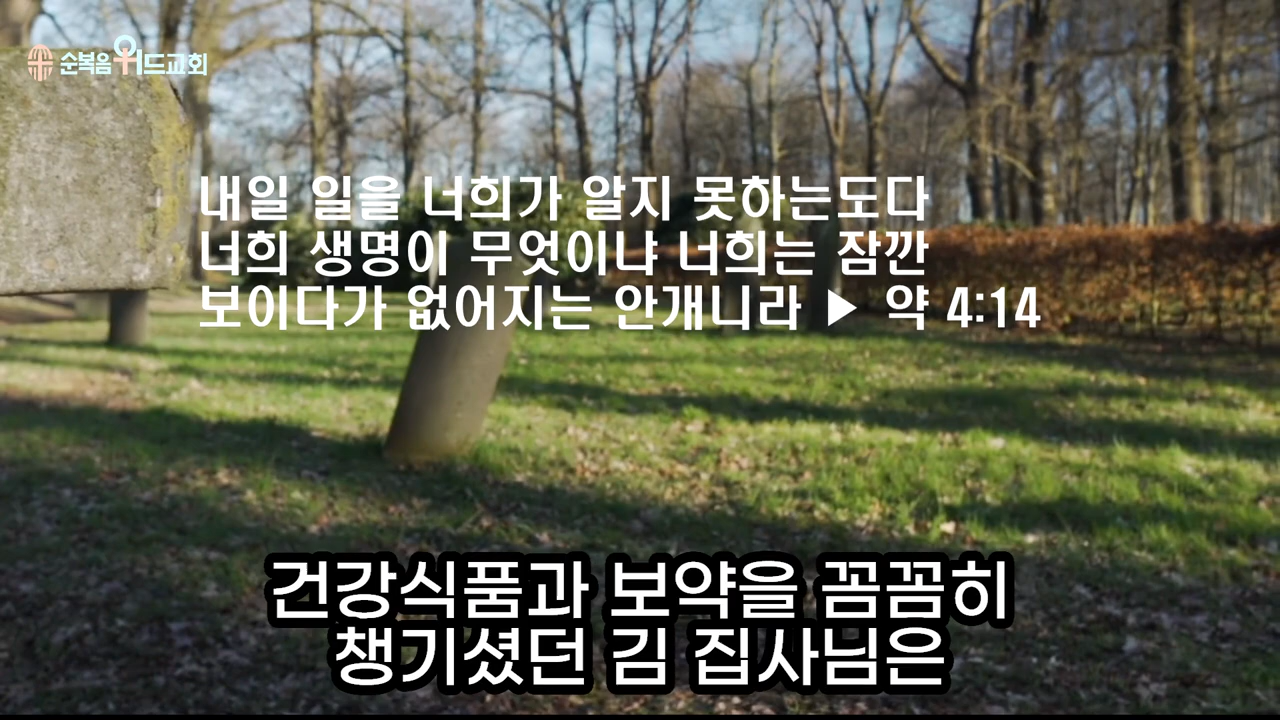 순복음위드교회
내일 일을 너희가 알지 못하는도다
너희 생명이 무엇이냐 너희는 잠깐
보이다가 없어지는 안개니라 ▶ 약 4:14
건강식품과 보약을 꼼꼼히
챙기셨던 김 집사님은